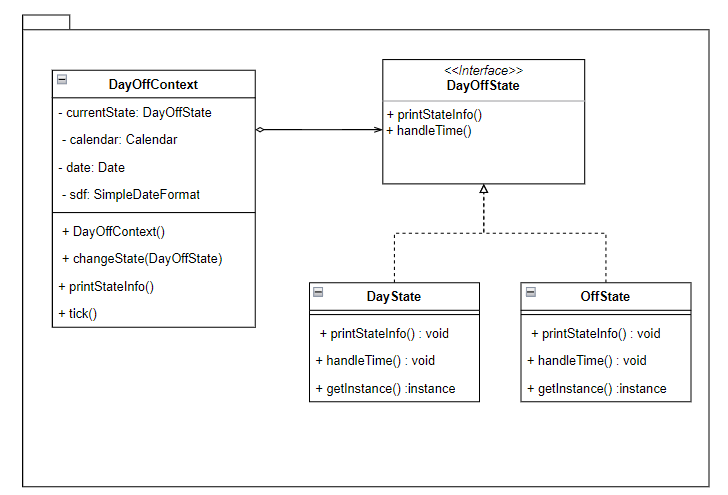 DayOffContext
- currentState: DayOffState
- calendar: Calendar
- date: Date
- sdf: SimpleDateFormat
+ DayOffContext()
+ changeState(DayOffState)
+ printStateInfo()
+ tick()
<<Interface>>
DayOffState
+ printStateInfo()
+ handleTime()
DayState
+ printStateInfo() : void
+ handleTime() : void
+ getInstance() :instance
OffState
+ printStateInfo() : void
+ handleTime() : void
+ getInstance() :instance